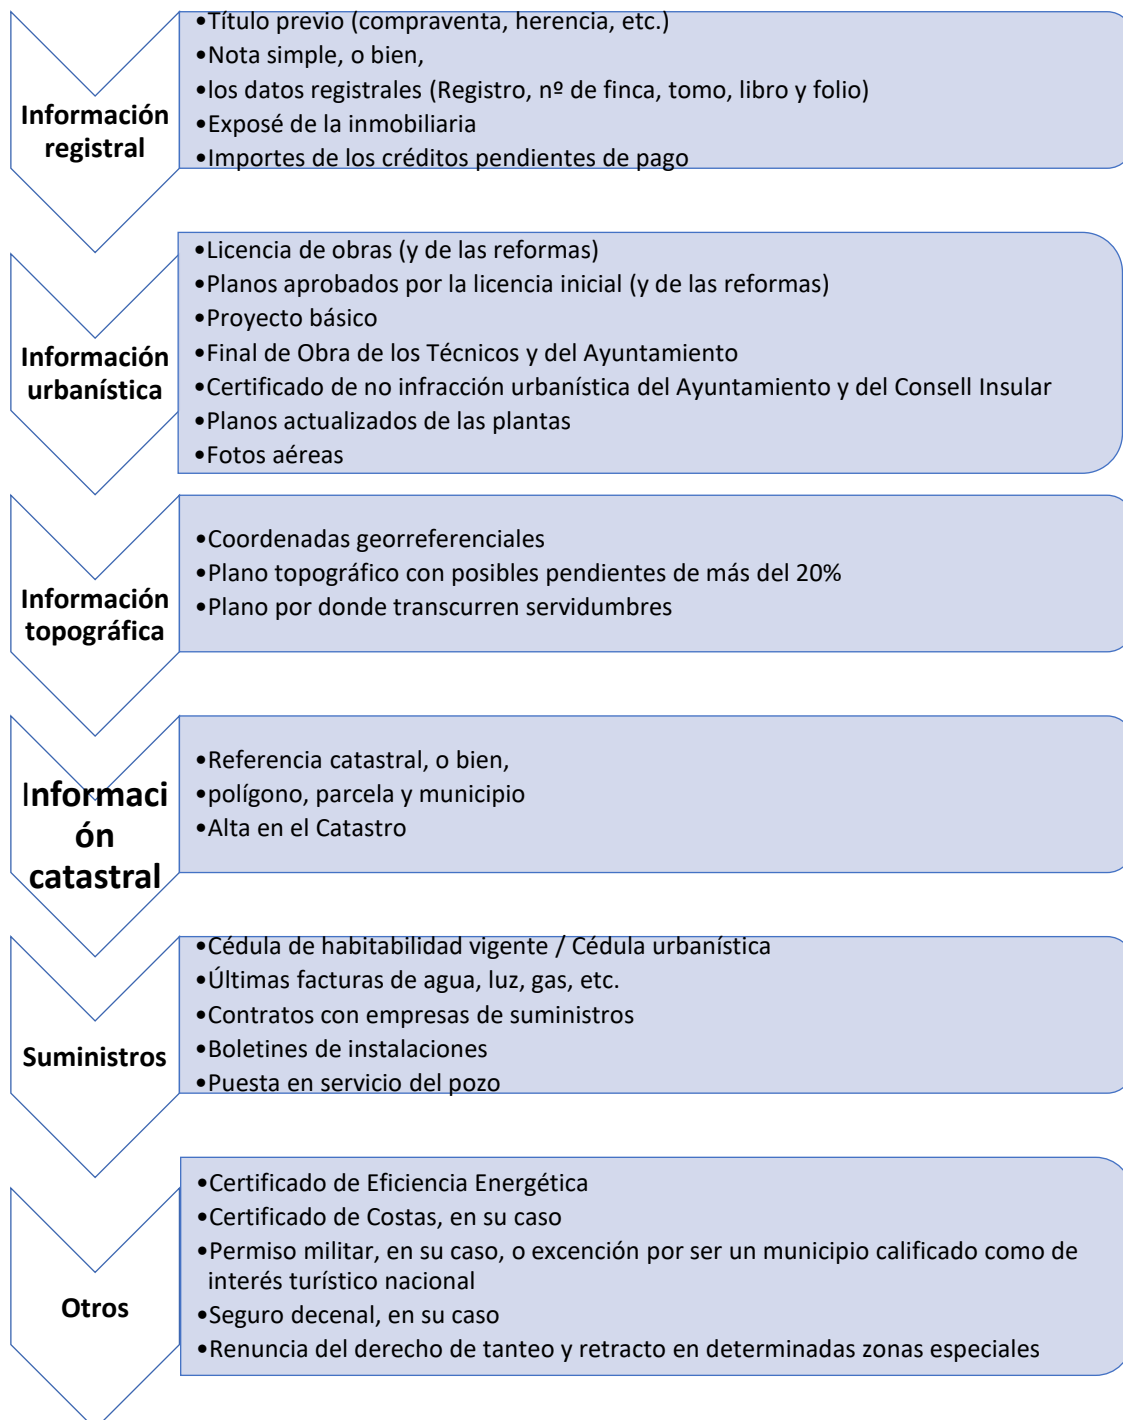 Información
registral
•Título previo (compraventa, herencia, etc.)
•Nota simple, o bien,
•los datos registrales (Registro, nº de finca, tomo, libro y folio)
•Exposé de la inmobiliaria
•Importes de los créditos pendientes de pago
Información
urbanística
•Licencia de obras (y de las reformas)
•Planos aprobados por la licencia inicial (y de las reformas)
•Proyecto básico
•Final de Obra de los Técnicos y del Ayuntamiento
•Certificado de no infracción urbanística del Ayuntamiento y del Consell Insular
•Planos actualizados de las plantas
•Fotos aéreas
Información
topográfica
•Coordenadas georreferenciales
•Plano topográfico con posibles pendientes de más del 20%
•Plano por donde transcurren servidumbres
Informaci
ón
catastral
•Referencia catastral, o bien,
•polígono, parcela y municipio
•Alta en el Catastro
Suministros
•Cédula de habitabilidad vigente / Cédula urbanística
•Últimas facturas de agua, luz, gas, etc.
•Contratos con empresas de suministros
•Boletines de instalaciones
•Puesta en servicio del pozo
Otros
•Certificado de Eficiencia Energética
•Certificado de Costas, en su caso
•Permiso militar, en su caso, o excención por ser un municipio calificado como de
interés turístico nacional
•Seguro decenal, en su caso
•Renuncia del derecho de tanteo y retracto en determinadas zonas especiales